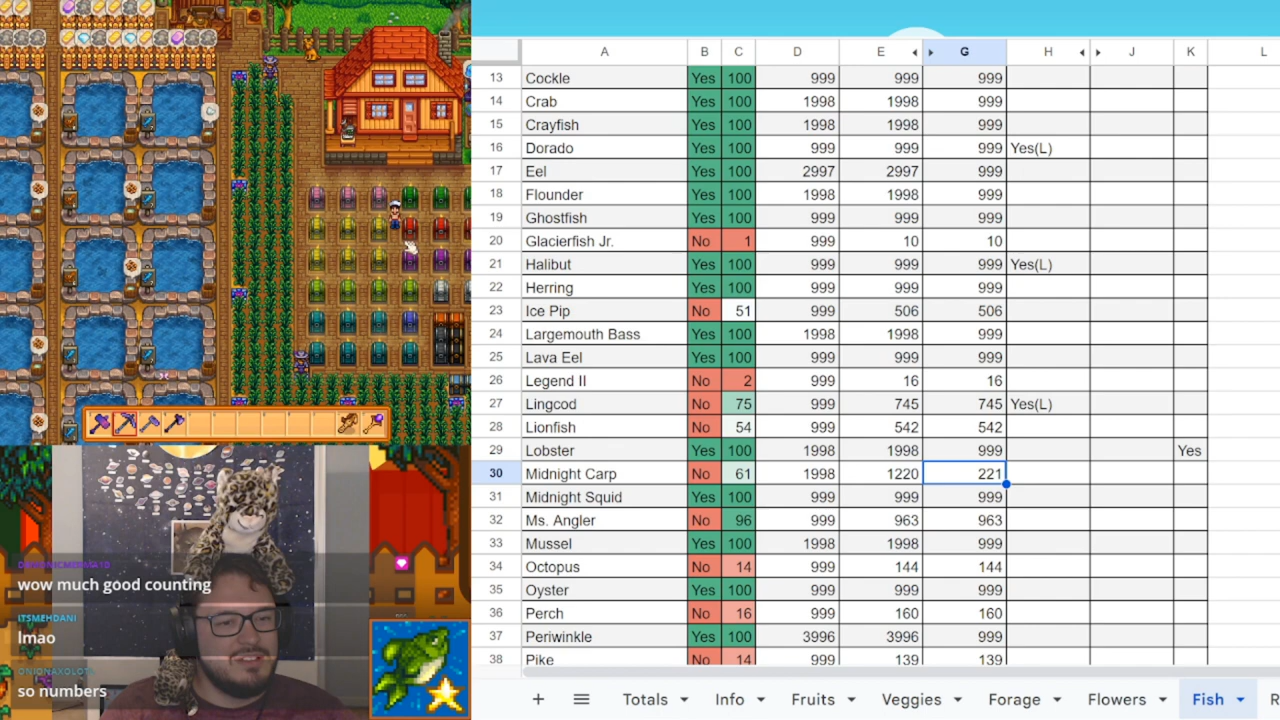 A B C D E G H J K L
13 Cockle Yes 100 999 999 999
14 Crab Yes 100 1998 1998 999
15 Crayfish Yes 100 1998 1998 999
16 Dorado Yes 100 999 999 999 Yes(L)
17 Eel Yes 100 2997 2997 999
18 Flounder Yes 100 1998 1998 999
19 Ghostfish Yes 100 999 999 999
20 Glacierfish Jr. No 1 999 10 10
21 Halibut Yes 100 999 999 999 Yes(L)
22 Herring Yes 100 999 999 999
23 Ice Pip No 51 999 506 506
24 Largemouth Bass Yes 100 1998 1998 999
25 Lava Eel Yes 100 999 999 999
26 Legend II No 2 999 16 16
27 Lingcod No 75 999 745 745 Yes(L)
28 Lionfish No 54 999 542 542
29 Lobster Yes 100 1998 1998 999 Yes
30 Midnight Carp No 61 1998 1220 221
31 Midnight Squid Yes 100 999 999 999
32 Ms. Angler No 96 999 963 963
33 Mussel Yes 100 1998 1998 999
34 Octopus No 14 999 144 144
35 Oyster Yes 100 999 999 999
36 Perch No 16 999 160 160
37 Periwinkle Yes 100 3996 3996 999
38 Pike No 14 999 139 139
Totals Info Fruits Veggies Forage Flowers Fish
wow much good counting
ITSMEHDANI
lmao
so numbers